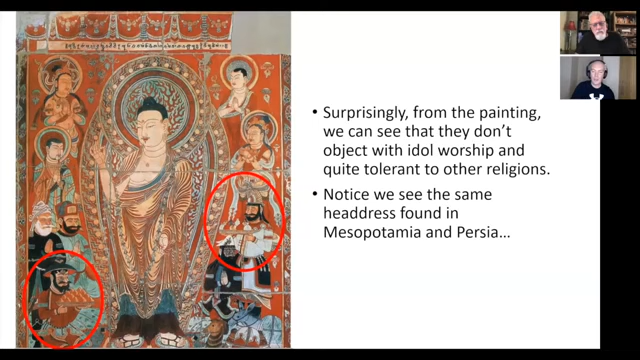 • Surprisingly, from the painting,
we can see that they don't
object with idol worship and
quite tolerant to other religions.
• Notice we see the same
headdress found in
Mesopotamia and Persia...